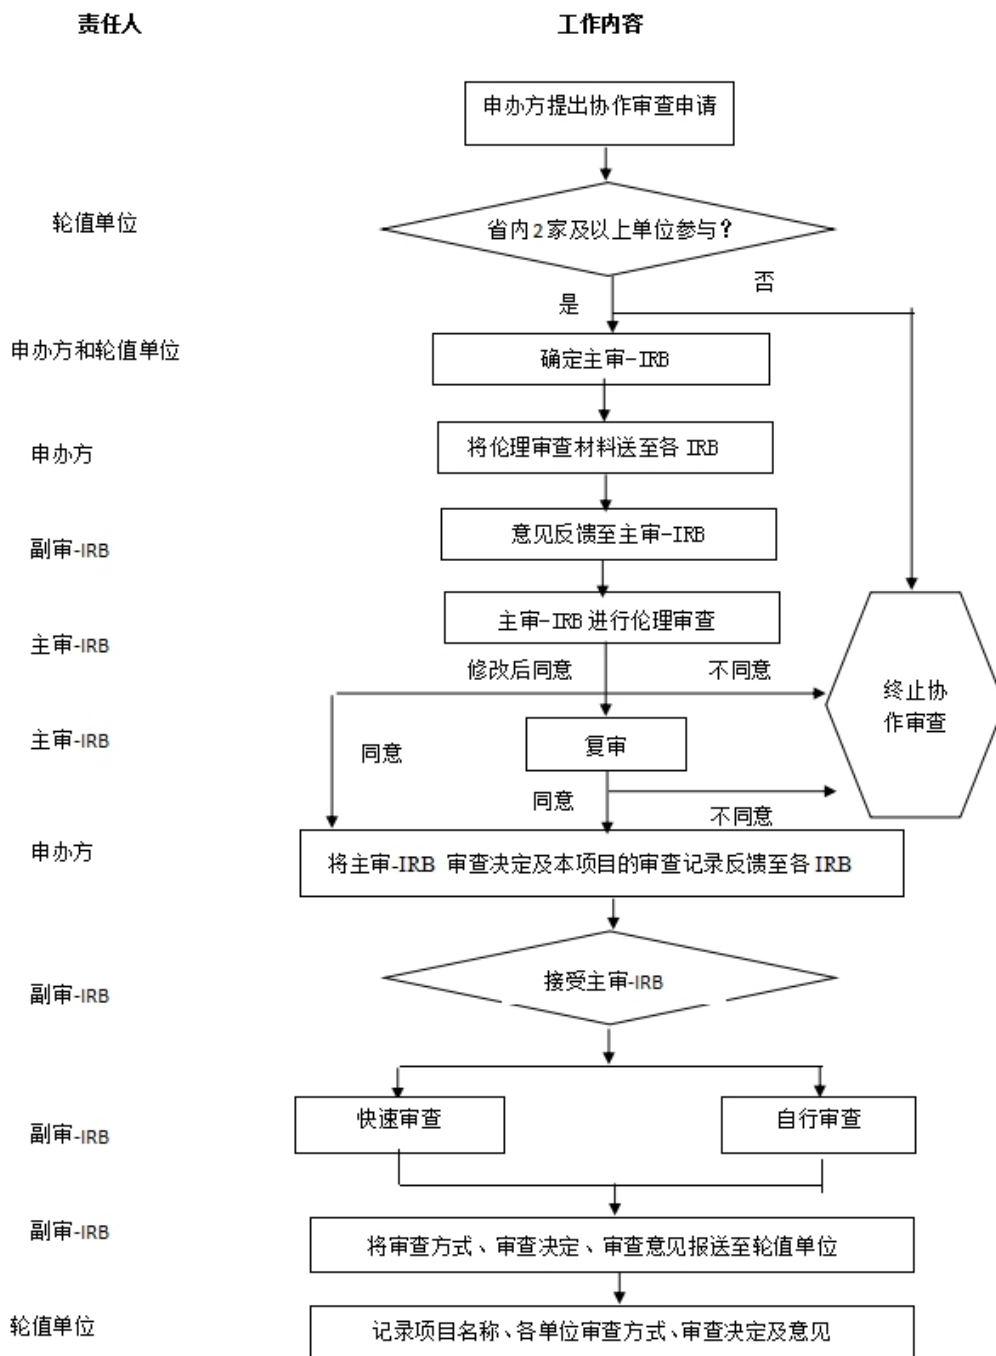 责任人 工作内容
申办方提出协作审查申请
轮值单位 省内2家及以上单位参与？
是 否
申办方和轮值单位 确定主审-IRB
申办方 将伦理审查材料送至各 IRB
副审-IRB 意见反馈至主审-IRB
主审-IRB 主审-IRB 进行伦理审查
修改后同意 不同意
终止协
作审查
主审-IRB 复审
同意
同意 不同意
申办方 将主审-IRB 审查决定及本项目的审查记录反馈至各 IRB
副审-IRB 接受主审-IRB
副审-IRB 快速审查 自行审查
副审-IRB 将审查方式、审查决定、审查意见报送至轮值单位
轮值单位 记录项目名称、各单位审查方式、审查决定及意见